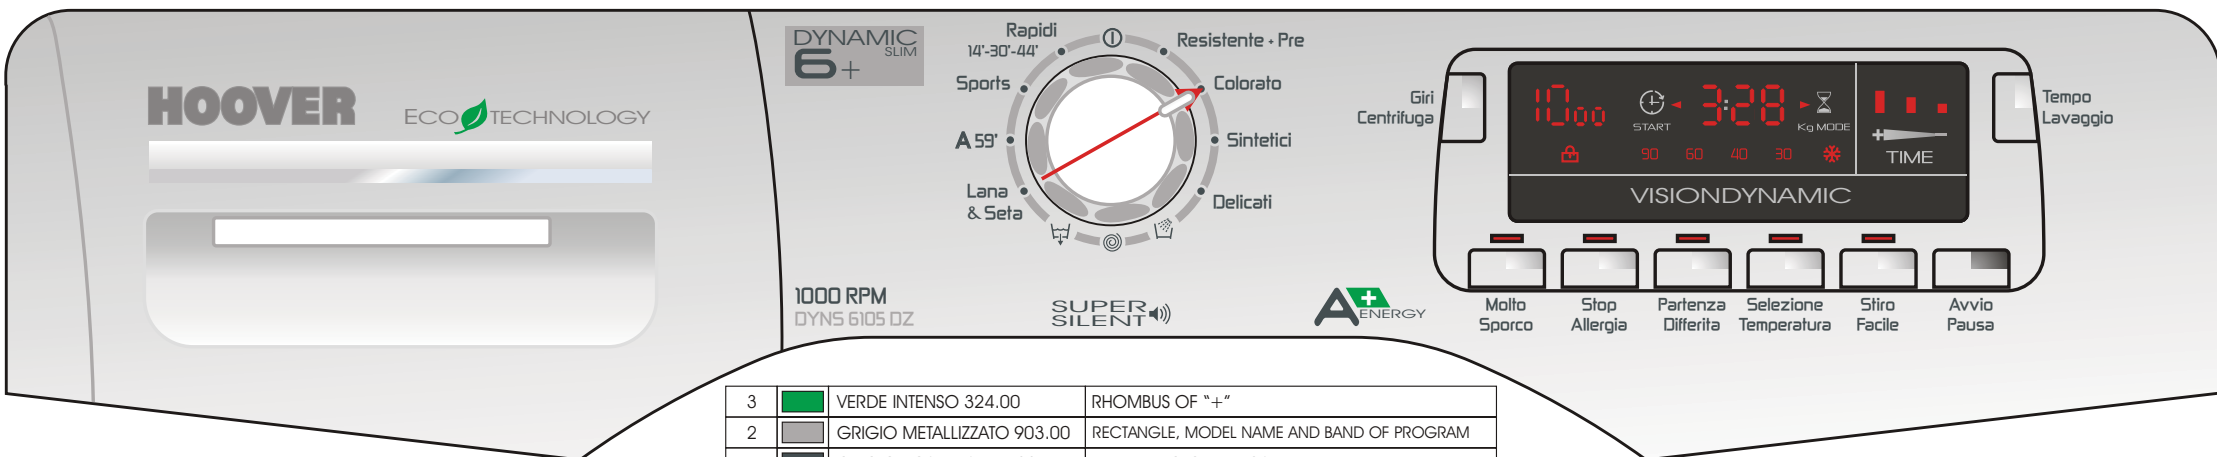 HOOVER
ECO TECHNOLOGY
DYNAMIC
SLIM
6+
Rapidi
14'-30'-44'
Sports
A 59'
Lana
& Seta
Resistente + Pre
Colorato
Sintetici
Delicati
1000 RPM
DYNS 6105 DZ
SUPER
SILENT
A+
ENERGY
Giri
Centrifuga
1000
START
3:28
Kg MODE
90 60 40 30
+ −
TIME
VISIONDYNAMIC
Tempo
Lavaggio
Molto
Sporco
Stop
Allergia
Partenza
Differita
Selezione
Temperatura
Stiro
Facile
Avvio
Pausa
3 VERDE INTENSO 324.00 RHOMBUS OF "+"
2 GRIGIO METALLIZZATO 903.00 RECTANGLE, MODEL NAME AND BAND OF PROGRAM